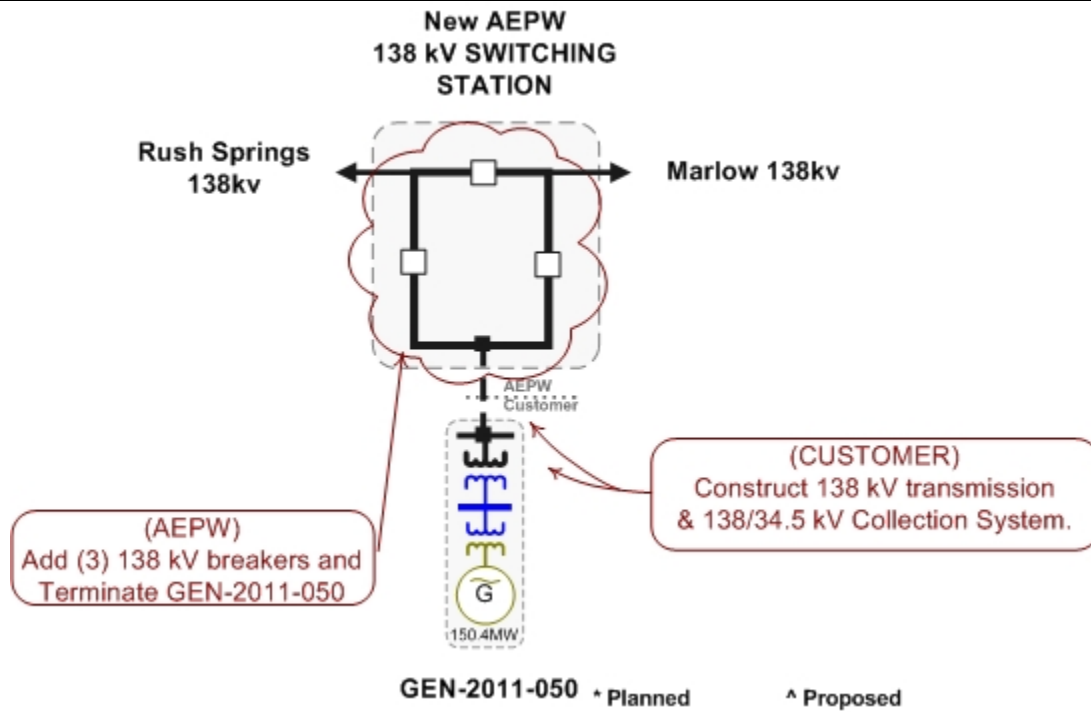 New AEPW
138 kV SWITCHING
STATION
Rush Springs
138kv
Marlow 138kv
AEPW
Customer
(CUSTOMER)
Construct 138 kV transmission
& 138/34.5 kV Collection System.
(AEPW)
Add (3) 138 kV breakers and
Terminate GEN-2011-050
G
150.4MW
GEN-2011-050
* Planned
^ Proposed